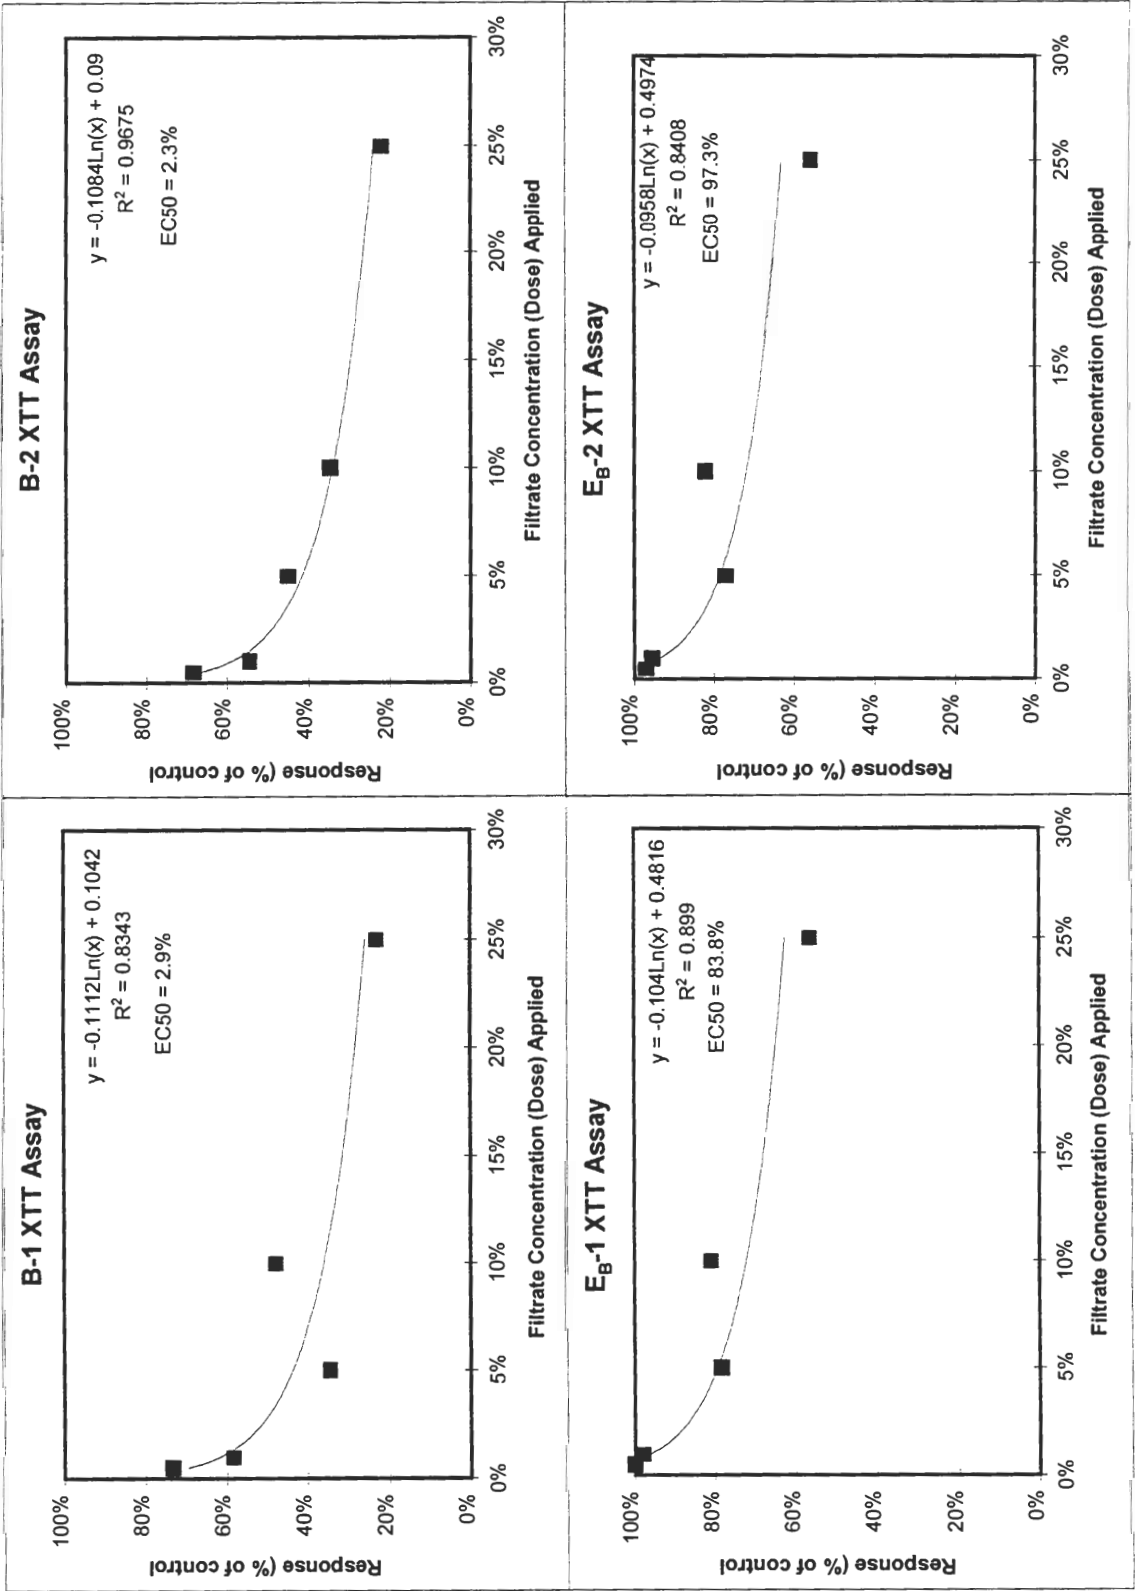 B-1 XTT Assay
y = -0.1112Ln(x) + 0.1042
R² = 0.8343
EC50 = 2.9%
Response (% of control
100%
80%
60%
40%
20%
0%
0%
5%
10%
15%
20%
25%
30%
Filtrate Concentration (Dose) Applied
B-2 XTT Assay
y = -0.1084Ln(x) + 0.09
R² = 0.9675
EC50 = 2.3%
Response (% of control
100%
80%
60%
40%
20%
0%
0%
5%
10%
15%
20%
25%
30%
Filtrate Concentration (Dose) Applied
E_B-1 XTT Assay
y = -0.104Ln(x) + 0.4816
R² = 0.899
EC50 = 83.8%
Response (% of control
100%
80%
60%
40%
20%
0%
0%
5%
10%
15%
20%
25%
30%
Filtrate Concentration (Dose) Applied
E_B-2 XTT Assay
y = -0.0958Ln(x) + 0.4974
R² = 0.8408
EC50 = 97.3%
Response (% of control
100%
80%
60%
40%
20%
0%
0%
5%
10%
15%
20%
25%
30%
Filtrate Concentration (Dose) Applied